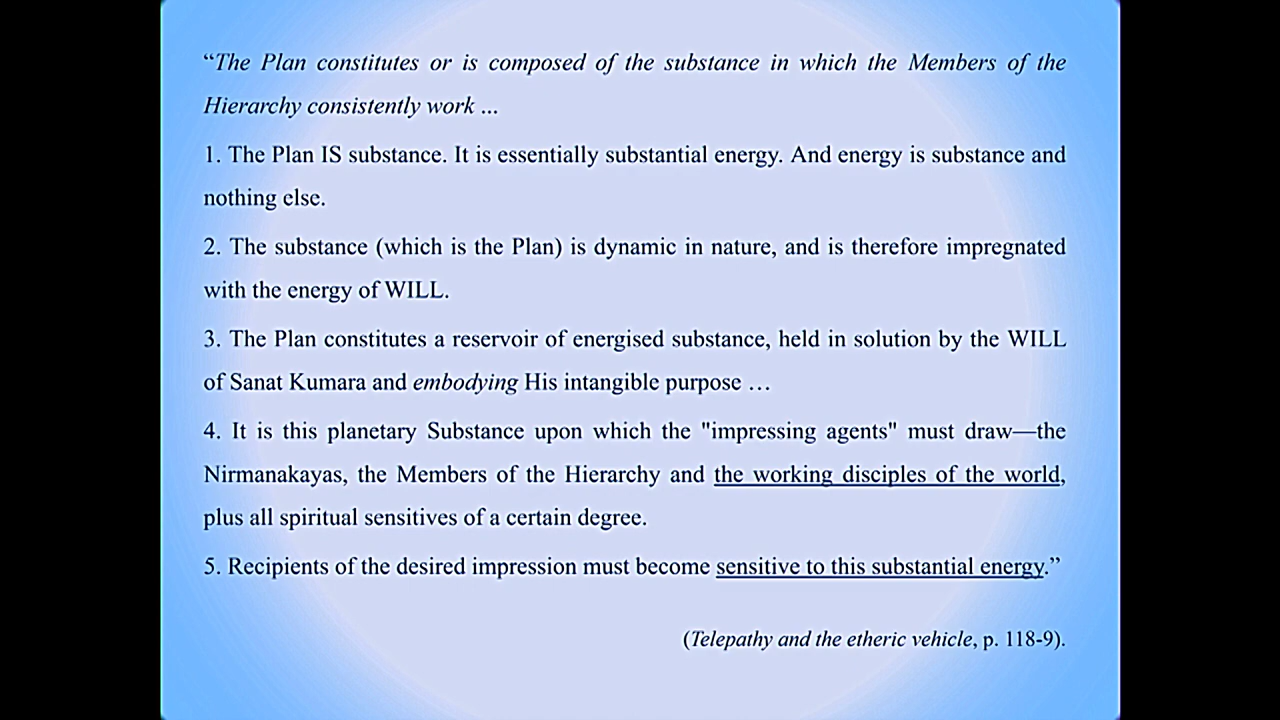 “The Plan constitutes or is composed of the substance in which the Members of the
Hierarchy consistently work ...
1. The Plan IS substance. It is essentially substantial energy. And energy is substance and
nothing else.
2. The substance (which is the Plan) is dynamic in nature, and is therefore impregnated
with the energy of WILL.
3. The Plan constitutes a reservoir of energised substance, held in solution by the WILL
of Sanat Kumara and embodying His intangible purpose …
4. It is this planetary Substance upon which the "impressing agents" must draw—the
Nirmanakayas, the Members of the Hierarchy and the working disciples of the world,
plus all spiritual sensitives of a certain degree.
5. Recipients of the desired impression must become sensitive to this substantial energy.”
(Telepathy and the etheric vehicle, p. 118-9).